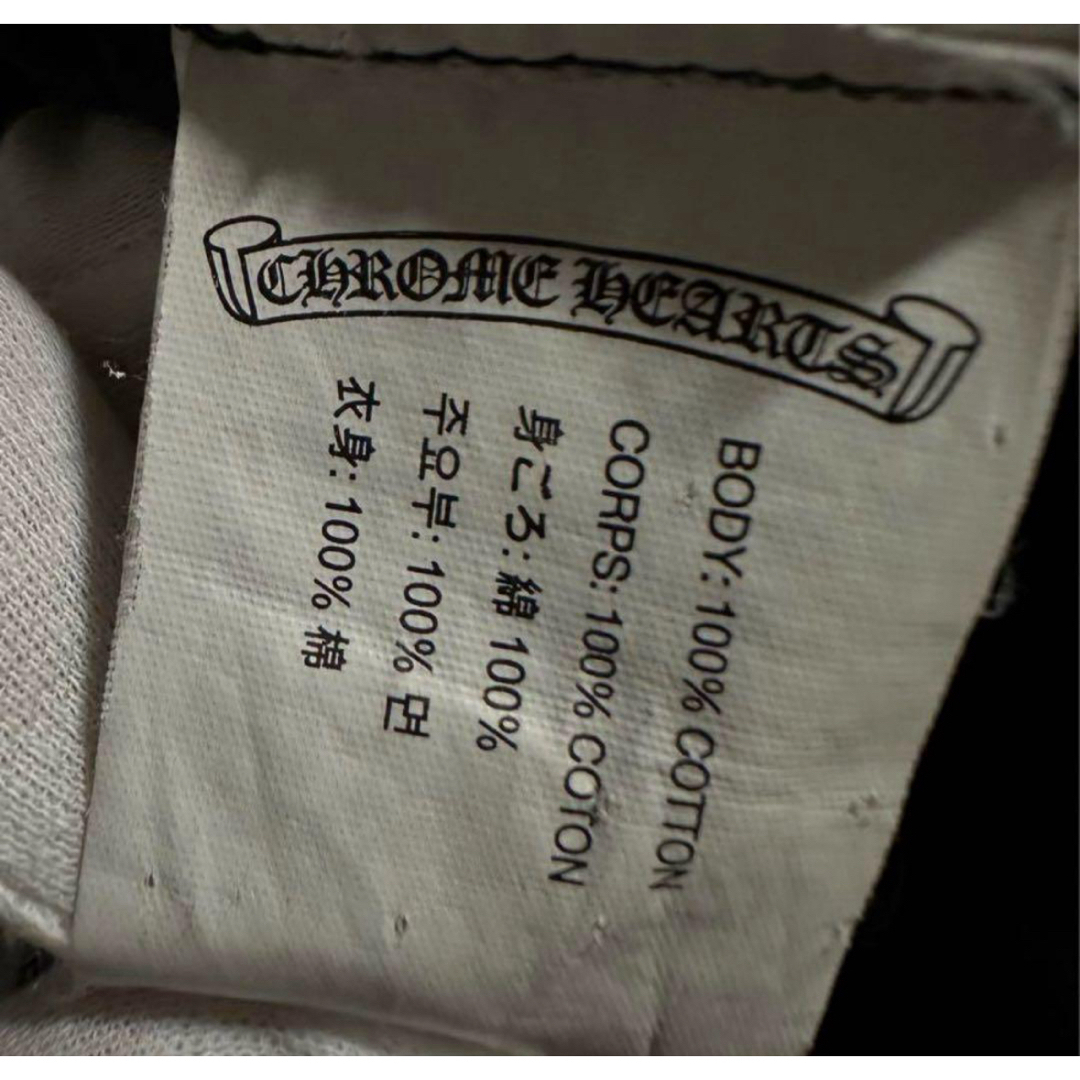 CHROME HEARTS
BODY: 100% COTTON
CORPS: 100% COTON
身ごろ: 綿 100%
주요부: 100% 면
衣身: 100% 棉